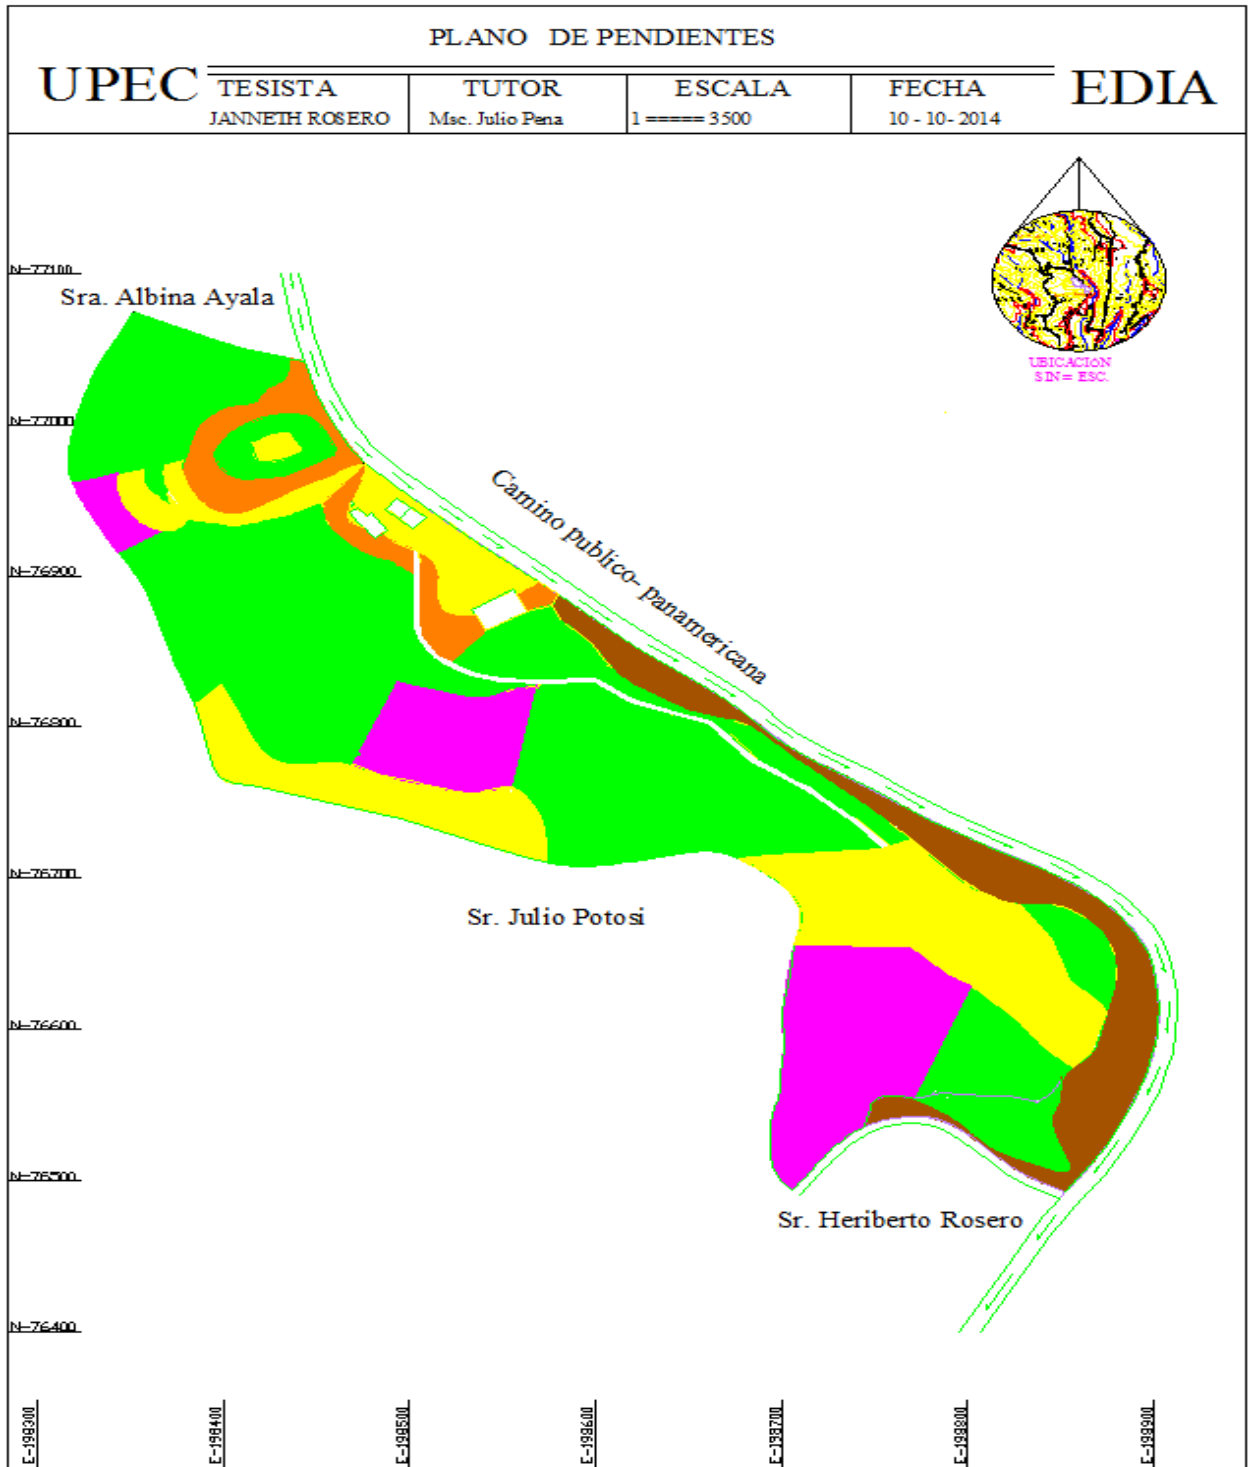 PLANO DE PENDIENTES
UPEC
EDIA
TESISTA
TUTOR
ESCALA
FECHA
JANNETH ROSERO
Msc. Julio Pena
1 ===== 3500
10 - 10- 2014
UBICACION
SIN= ESC.
N=77100
Sra. Albina Ayala
N=77000
Camino publico- panamericana
N=76900
N=76800
N=76700
Sr. Julio Potosi
N=76600
N=76500
Sr. Heriberto Rosero
N=76400
E=198300
E=198400
E=198500
E=198600
E=198700
E=198800
E=198900